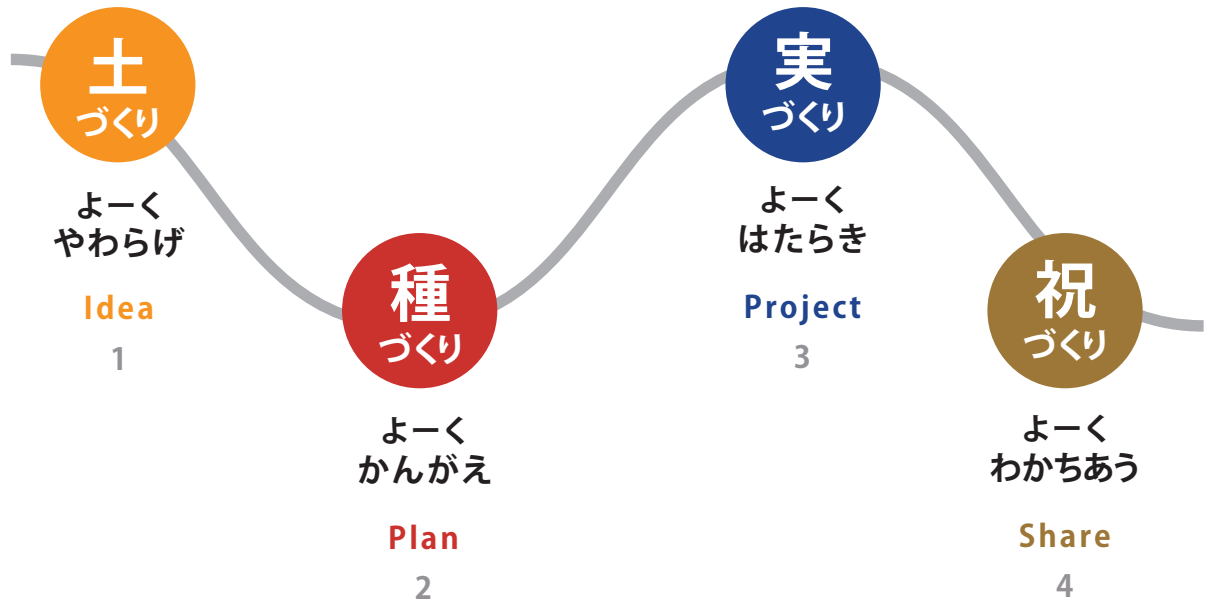 土
づくり
よーく
やわらげ
Idea
1
種
づくり
よーく
かんがえ
Plan
2
実
づくり
よーく
はたらき
Project
3
祝
づくり
よーく
わかちあう
Share
4